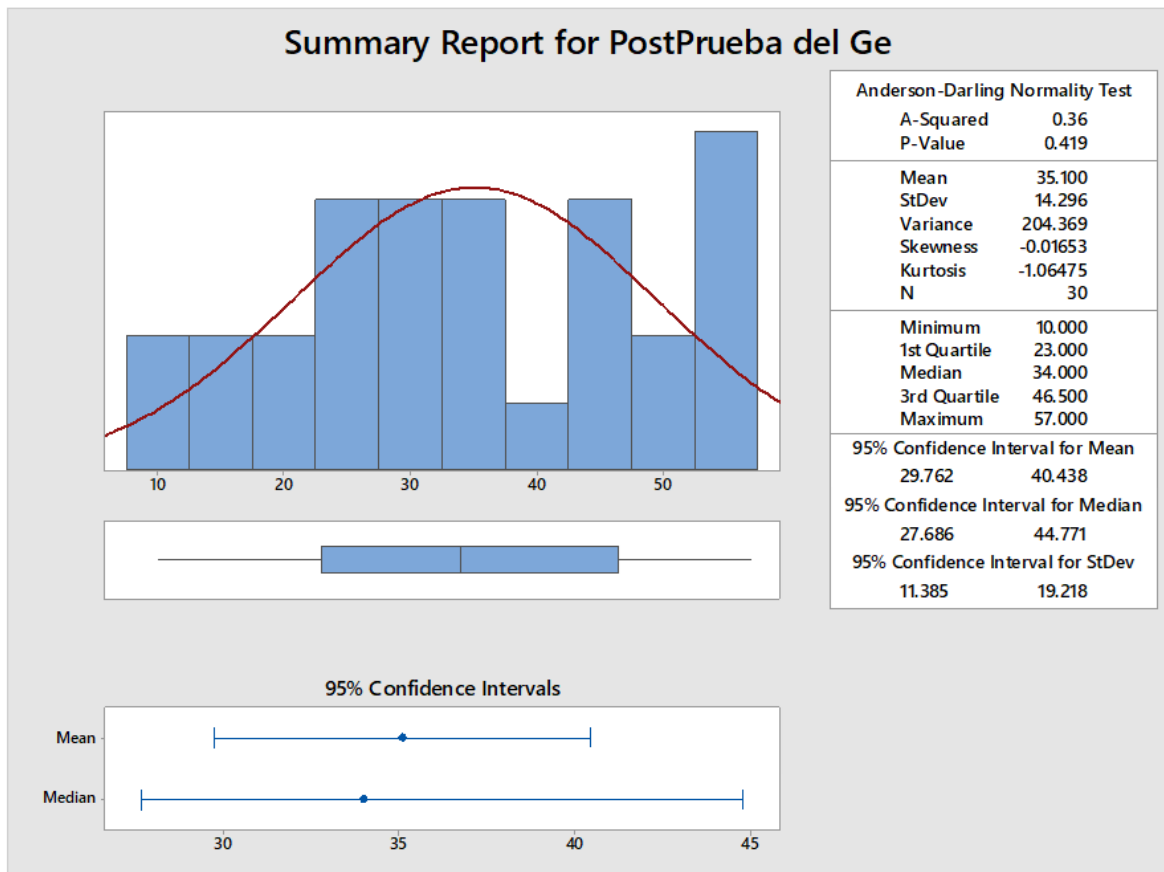 Summary Report for PostPrueba del Ge
Anderson-Darling Normality Test
A-Squared 0.36
P-Value 0.419
Mean 35.100
StDev 14.296
Variance 204.369
Skewness -0.01653
Kurtosis -1.06475
N 30
Minimum 10.000
1st Quartile 23.000
Median 34.000
3rd Quartile 46.500
Maximum 57.000
95% Confidence Interval for Mean
29.762 40.438
95% Confidence Interval for Median
27.686 44.771
95% Confidence Interval for StDev
11.385 19.218
10 20 30 40 50
95% Confidence Intervals
Mean
Median
30 35 40 45